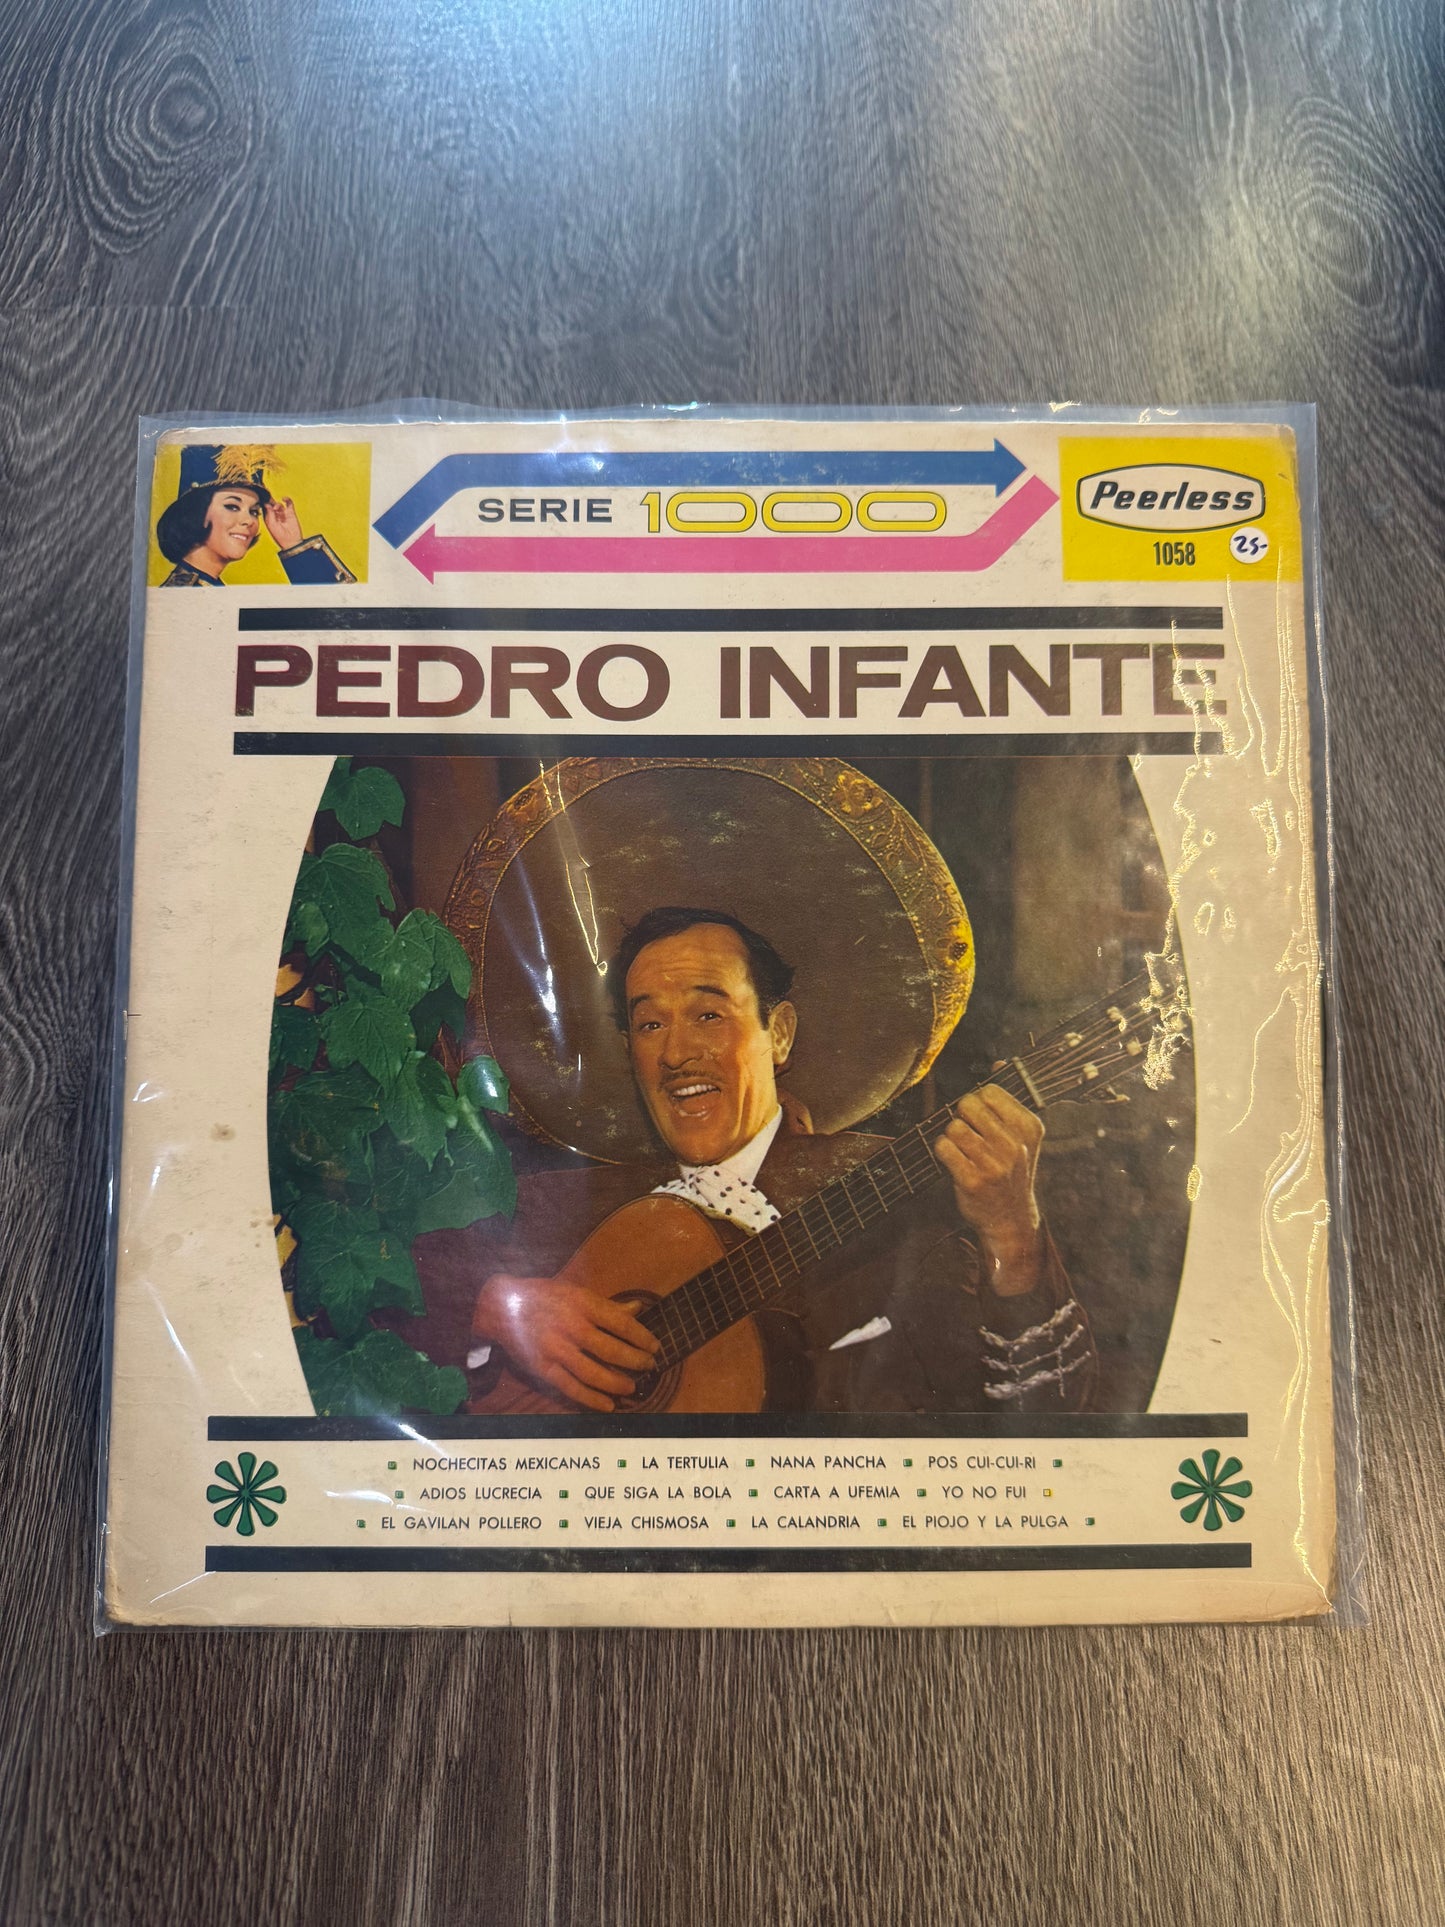 SERIE 1000
Peerless
1058
25-
PEDRO INFANTE
NOCHECITAS MEXICANAS LA TERTULIA NANA PANCHA POS CUI-CUI-RI
ADIOS LUCRECIA QUE SIGA LA BOLA CARTA A UFEMIA YO NO FUI
EL GAVILAN POLLERO VIEJA CHISMOSA LA CALANDRIA EL PIOJO Y LA PULGA